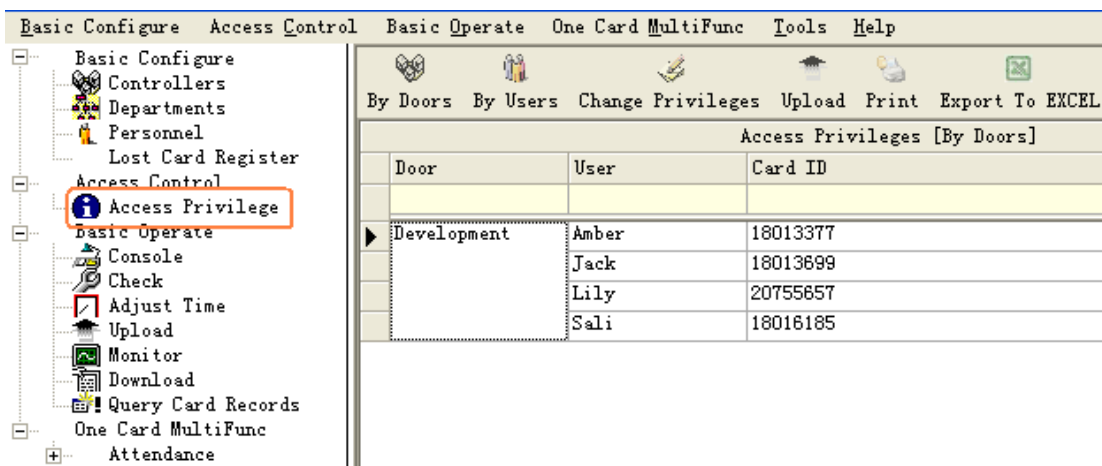 Basic Configure Access Control Basic Operate One Card MultiFunc Tools Help
Basic Configure
Controllers
Departments
Personnel
Lost Card Register
Access Control
Access Privilege
Basic Operate
Console
Check
Adjust Time
Upload
Monitor
Download
Query Card Records
One Card MultiFunc
Attendance
By Doors By Users Change Privileges Upload Print Export To EXCEL
Access Privileges [By Doors]
Door User Card ID
Development Amber 18013377
Jack 18013699
Lily 20755657
Sali 18016185